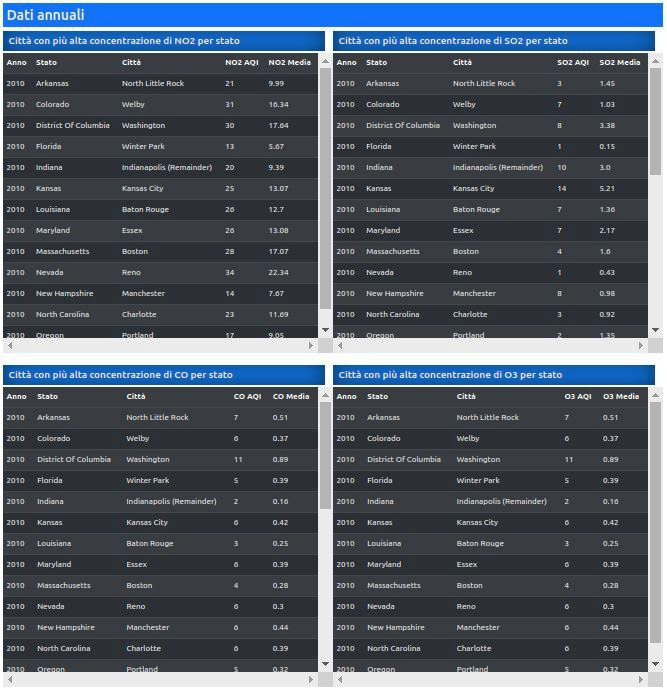 Dati annuali
Città con più alta concentrazione di NO2 per stato
Anno Stato Città NO2 AQI NO2 Media
2010 Arkansas North Little Rock 21 9.99
2010 Colorado Welby 31 16.34
2010 District Of Columbia Washington 30 17.64
2010 Florida Winter Park 13 5.67
2010 Indiana Indianapolis (Remainder) 20 9.39
2010 Kansas Kansas City 25 13.07
2010 Louisiana Baton Rouge 26 12.7
2010 Maryland Essex 26 13.08
2010 Massachusetts Boston 28 17.07
2010 Nevada Reno 34 22.34
2010 New Hampshire Manchester 14 7.67
2010 North Carolina Charlotte 23 11.69
2010 Oregon Portland 17 9.05
Città con più alta concentrazione di SO2 per stato
Anno Stato Città SO2 AQI SO2 Media
2010 Arkansas North Little Rock 3 1.45
2010 Colorado Welby 7 1.03
2010 District Of Columbia Washington 8 3.38
2010 Florida Winter Park 1 0.15
2010 Indiana Indianapolis (Remainder) 10 3.0
2010 Kansas Kansas City 14 5.21
2010 Louisiana Baton Rouge 7 1.36
2010 Maryland Essex 7 2.17
2010 Massachusetts Boston 4 1.6
2010 Nevada Reno 1 0.43
2010 New Hampshire Manchester 8 0.98
2010 North Carolina Charlotte 3 0.92
2010 Oregon Portland 2 1.35
Città con più alta concentrazione di CO per stato
Anno Stato Città CO AQI CO Media
2010 Arkansas North Little Rock 7 0.51
2010 Colorado Welby 6 0.37
2010 District Of Columbia Washington 11 0.89
2010 Florida Winter Park 5 0.39
2010 Indiana Indianapolis (Remainder) 2 0.16
2010 Kansas Kansas City 6 0.42
2010 Louisiana Baton Rouge 3 0.25
2010 Maryland Essex 6 0.39
2010 Massachusetts Boston 4 0.28
2010 Nevada Reno 6 0.3
2010 New Hampshire Manchester 6 0.44
2010 North Carolina Charlotte 6 0.39
2010 Oregon Portland 5 0.32
Città con più alta concentrazione di O3 per stato
Anno Stato Città O3 AQI O3 Media
2010 Arkansas North Little Rock 7 0.51
2010 Colorado Welby 6 0.37
2010 District Of Columbia Washington 11 0.89
2010 Florida Winter Park 5 0.39
2010 Indiana Indianapolis (Remainder) 2 0.16
2010 Kansas Kansas City 6 0.42
2010 Louisiana Baton Rouge 3 0.25
2010 Maryland Essex 6 0.39
2010 Massachusetts Boston 4 0.28
2010 Nevada Reno 6 0.3
2010 New Hampshire Manchester 6 0.44
2010 North Carolina Charlotte 6 0.39
2010 Oregon Portland 5 0.32